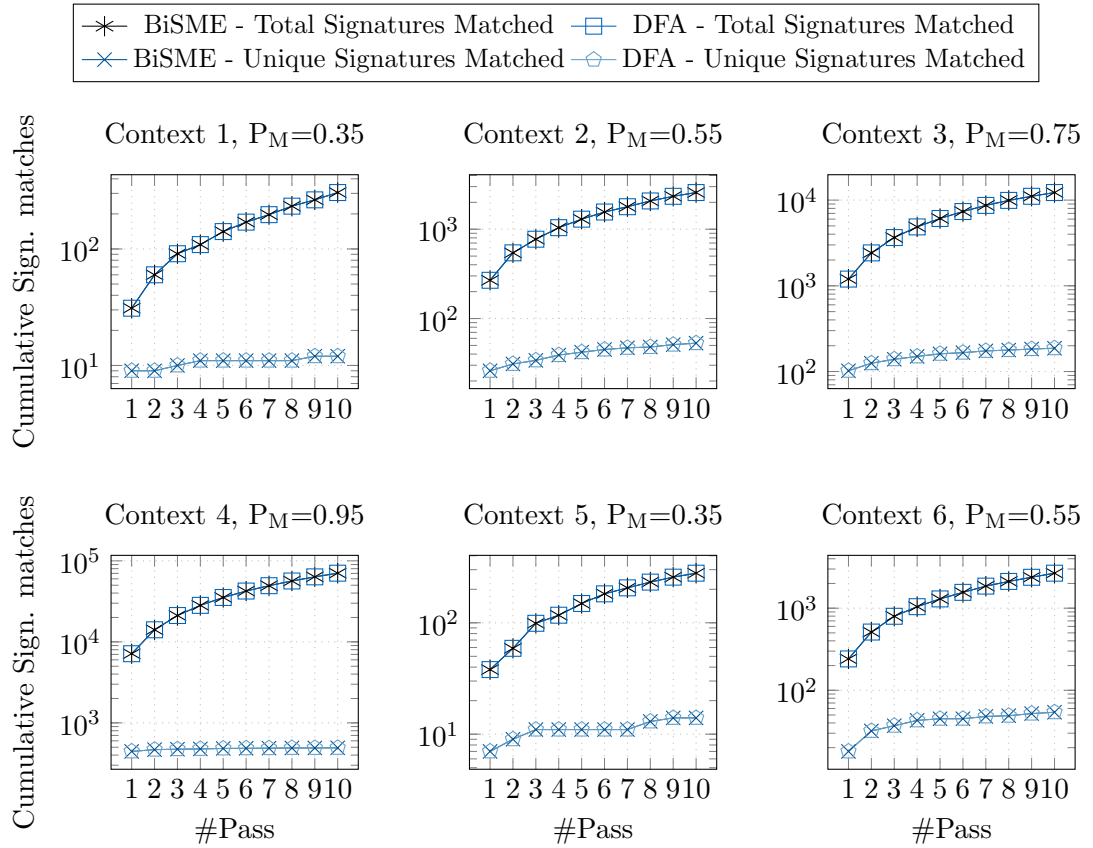 BiSME - Total Signatures Matched DFA - Total Signatures Matched
BiSME - Unique Signatures Matched DFA - Unique Signatures Matched
Context 1, P_M=0.35 Context 2, P_M=0.55 Context 3, P_M=0.75
Cumulative Sign. matches
10^2
10^1
1 2 3 4 5 6 7 8 9 10
10^3
10^2
1 2 3 4 5 6 7 8 9 10
10^4
10^3
10^2
1 2 3 4 5 6 7 8 9 10
Context 4, P_M=0.95 Context 5, P_M=0.35 Context 6, P_M=0.55
Cumulative Sign. matches
10^5
10^4
10^3
1 2 3 4 5 6 7 8 9 10
#Pass
10^2
10^1
1 2 3 4 5 6 7 8 9 10
#Pass
10^3
10^2
1 2 3 4 5 6 7 8 9 10
#Pass